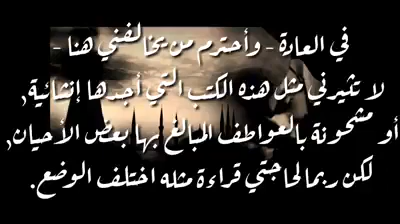 في العادة - وأحترم من يخالفني هنا -
لا تثيرني مثل هذه الكتب التي أجدها إنشائية,
أو مشحونة بالعواطف المبالغ بها بعض الأحيان,
لكن ربما لحاجتي قراءة مثله اختلف الوضع.